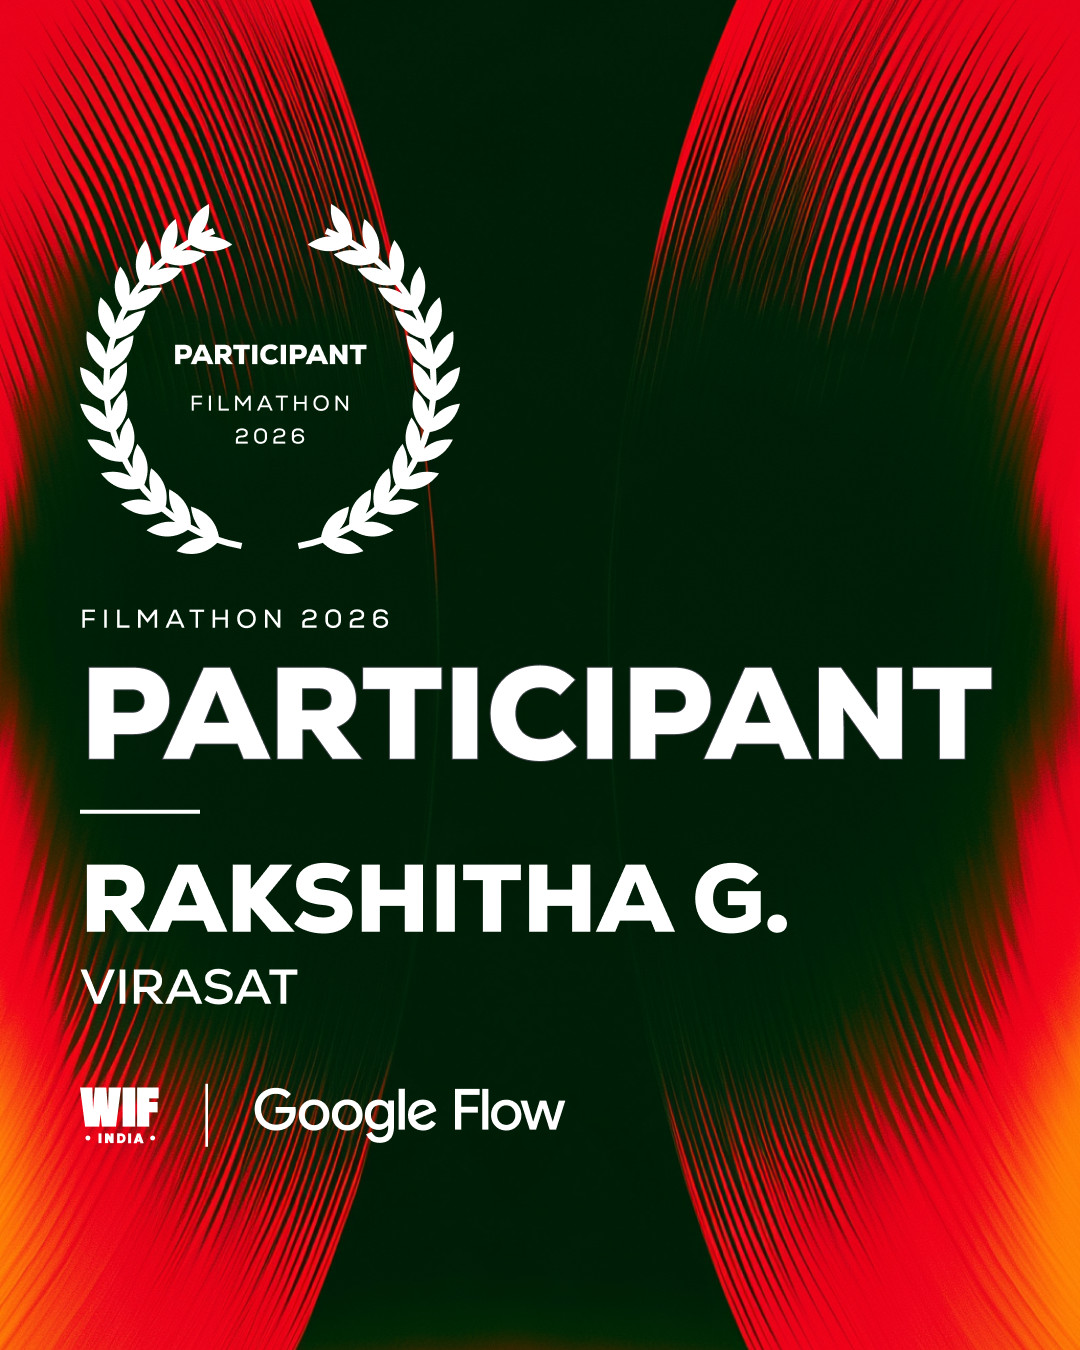 PARTICIPANT
FILMATHON
2026
FILMATHON 2026
PARTICIPANT
RAKSHITHA G.
VIRASAT
WIF
• INDIA •
Google Flow